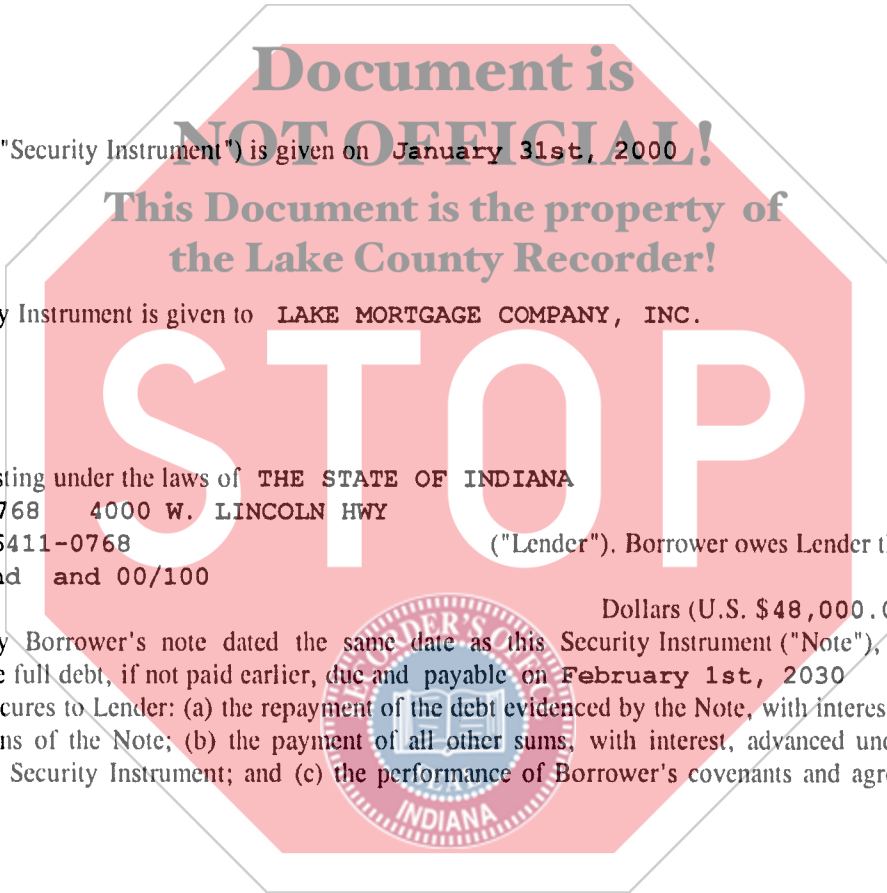 Document is
NOT OFFICIAL!
"Security Instrument") is given on January 31st, 2000
This Document is the property of
the Lake County Recorder!
y Instrument is given to LAKE MORTGAGE COMPANY, INC.
STOP
sting under the laws of THE STATE OF INDIANA
768 4000 W. LINCOLN HWY
5411-0768 ("Lender"). Borrower owes Lender th
nd and 00/100
Dollars (U.S. $48,000.0
y Borrower's note dated the same date as this Security Instrument ("Note"),
e full debt, if not paid earlier, due and payable on February 1st, 2030
cures to Lender: (a) the repayment of the debt evidenced by the Note, with interes
ns of the Note; (b) the payment of all other sums, with interest, advanced und
Security Instrument; and (c) the performance of Borrower's covenants and agre
RECORDER'S OFFICE
INDIANA